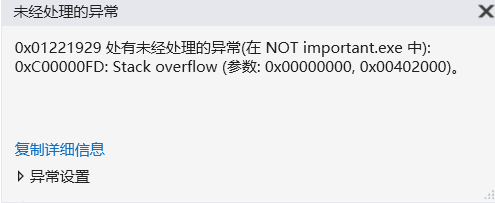 未经处理的异常
0x01221929 处有未经处理的异常(在 NOT important.exe 中):
0xC00000FD: Stack overflow (参数: 0x00000000, 0x00402000)。
复制详细信息
异常设置